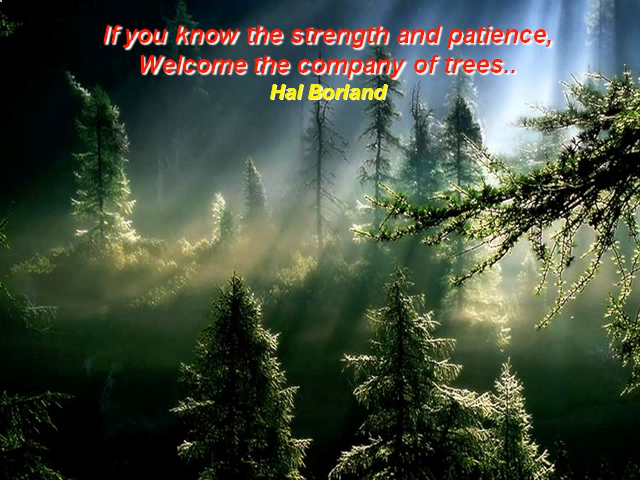 If you know the strength and patience,
Welcome the company of trees..
Hal Borland